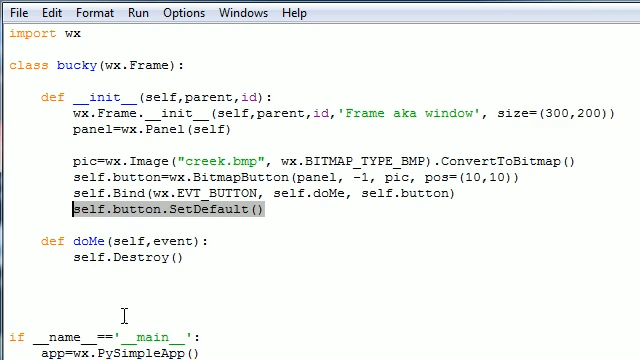 File Edit Format Run Options Windows Help
import wx
class bucky(wx.Frame):
def __init__(self,parent,id):
wx.Frame.__init__(self,parent,id,'Frame aka window', size=(300,200))
panel=wx.Panel(self)
pic=wx.Image("creek.bmp", wx.BITMAP_TYPE_BMP).ConvertToBitmap()
self.button=wx.BitmapButton(panel, -1, pic, pos=(10,10))
self.Bind(wx.EVT_BUTTON, self.doMe, self.button)
self.button.SetDefault()
def doMe(self,event):
self.Destroy()
if __name__=='__main__':
app=wx.PySimpleApp()